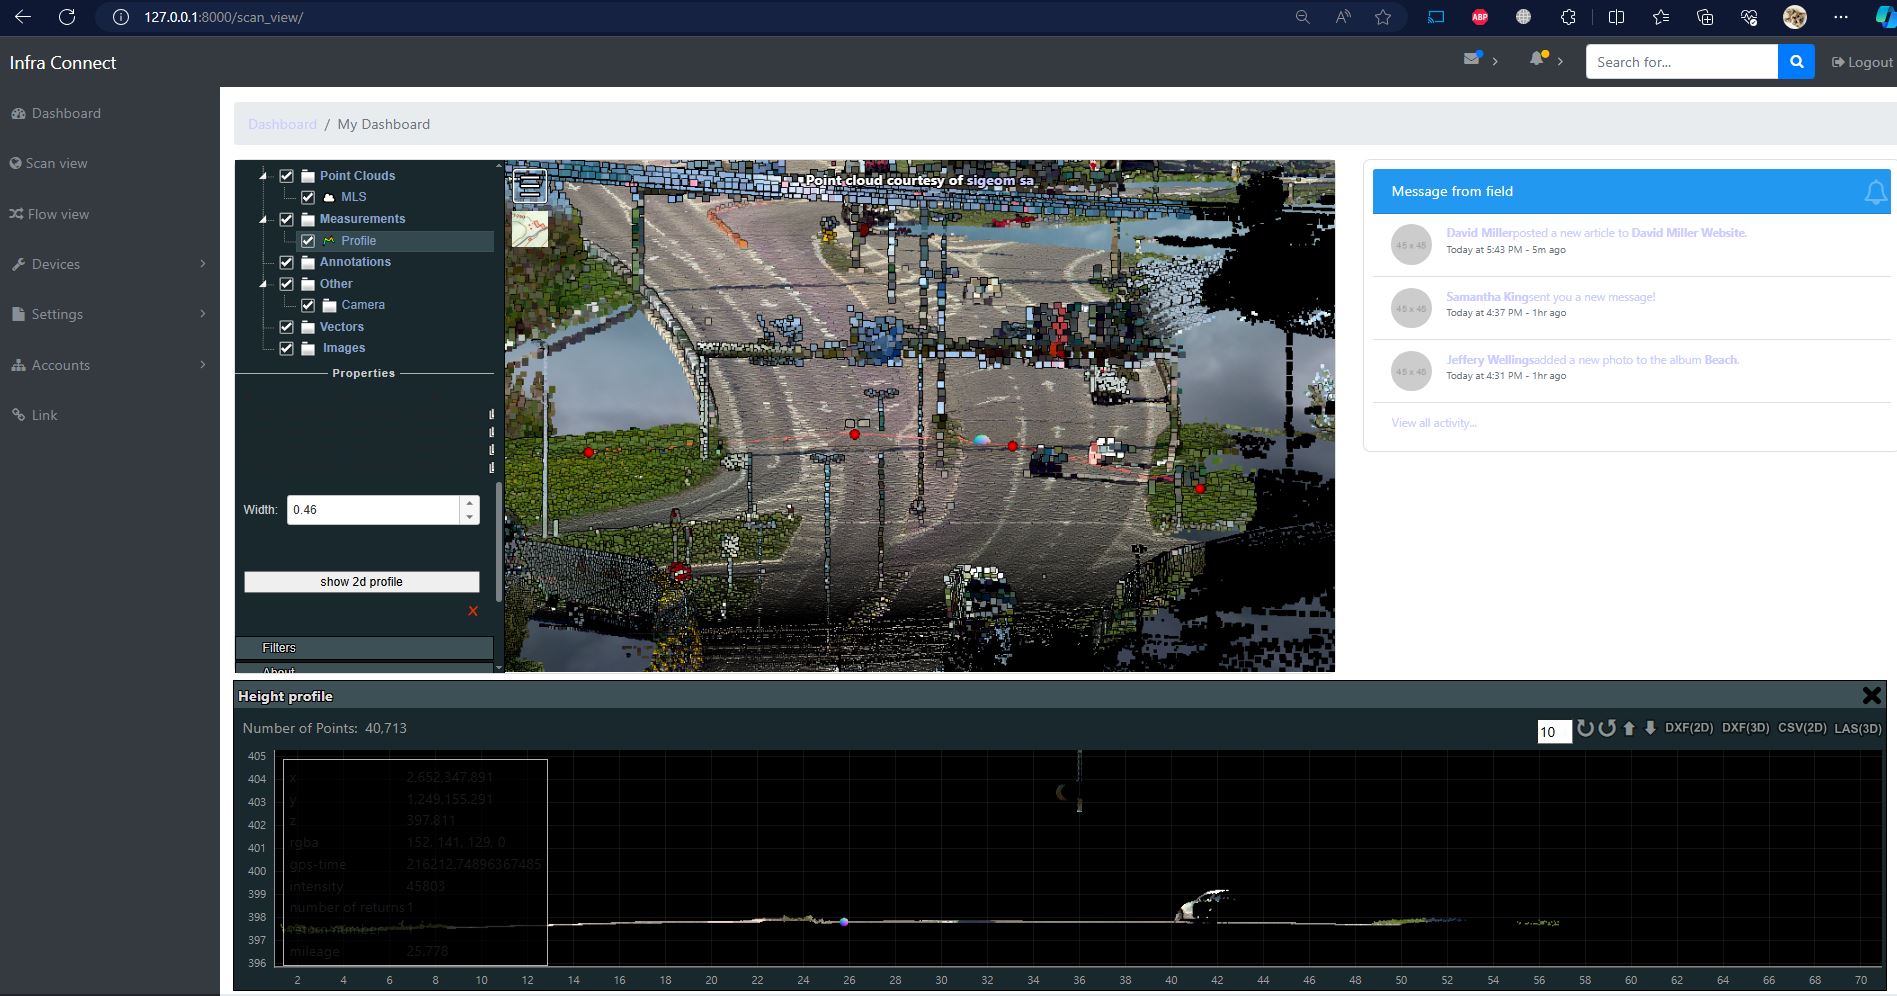 127.0.0.1:8000/scan_view/
ABP
Infra Connect
Search for...
Logout
Dashboard
Scan view
Flow view
Devices
Settings
Accounts
Link
Dashboard / My Dashboard
Point Clouds
MLS
Measurements
Profile
Annotations
Other
Camera
Vectors
Images
Properties
Width: 0.46
show 2d profile
x
Filters
About
Point cloud courtesy of sigeom sa
Message from field
45 x 45
David Millerposted a new article to David Miller Website.
Today at 5:43 PM - 5m ago
45 x 45
Samantha Kingsent you a new message!
Today at 4:37 PM - 1hr ago
45 x 45
Jeffery Wellingsadded a new photo to the album Beach.
Today at 4:31 PM - 1hr ago
View all activity...
Height profile
Number of Points: 40,713
10 DXF(2D) DXF(3D) CSV(2D) LAS(3D)
405
404
403
402
401
400
399
398
397
396
x 2,652,347.891
y 1,249,155.291
z 397.811
rgba 152, 141, 129, 0
gps-time 216212.74896367485
intensity 45803
number of returns 1
return number
mileage 25.778
2 4 6 8 10 12 14 16 18 20 22 24 26 28 30 32 34 36 38 40 42 44 46 48 50 52 54 56 58 60 62 64 66 68 70